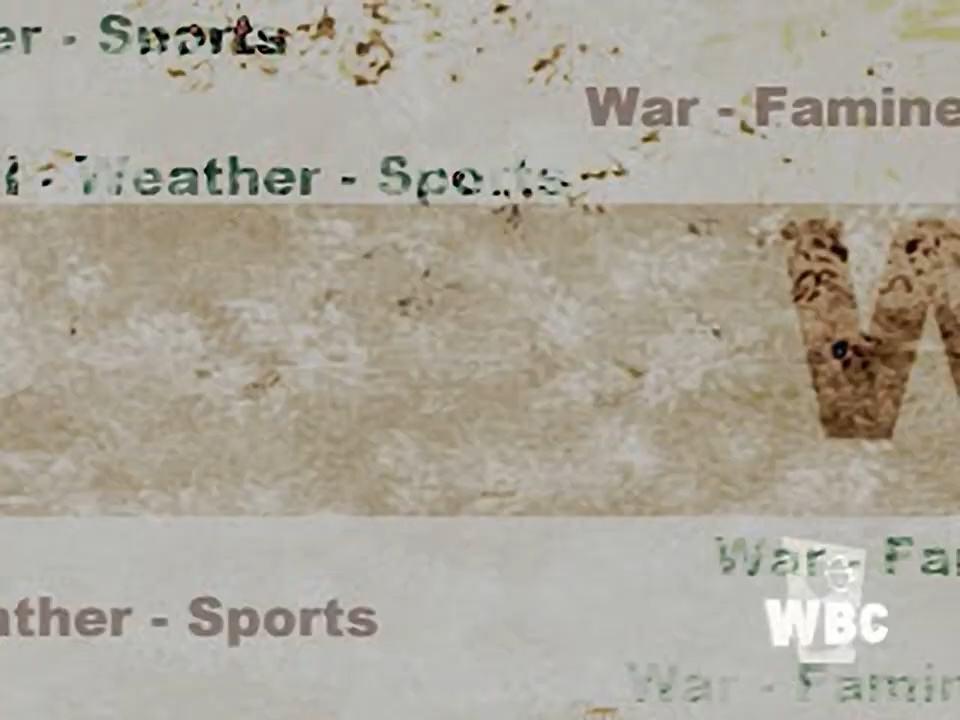 er - Sports
War - Famine
l - Weather - Sports
W
War - Fa
WBC
ather - Sports
War - Famin